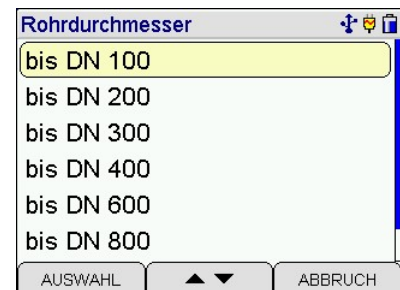 Rohrdurchmesser
bis DN 100
bis DN 200
bis DN 300
bis DN 400
bis DN 600
bis DN 800
AUSWAHL ▲ ▼ ABBRUCH